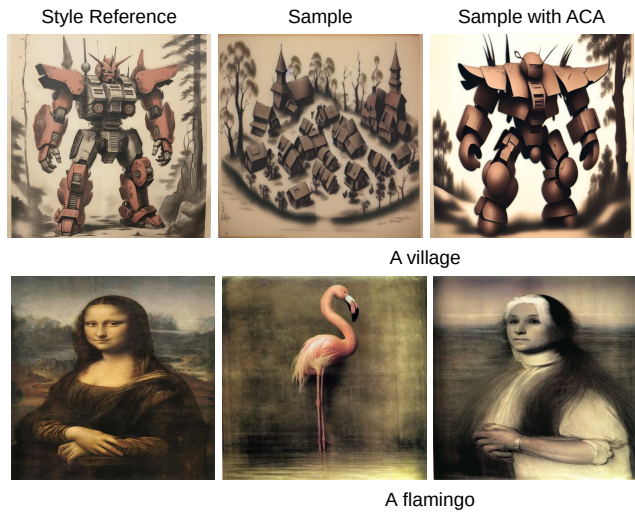 Style Reference
Sample
Sample with ACA
A village
A flamingo